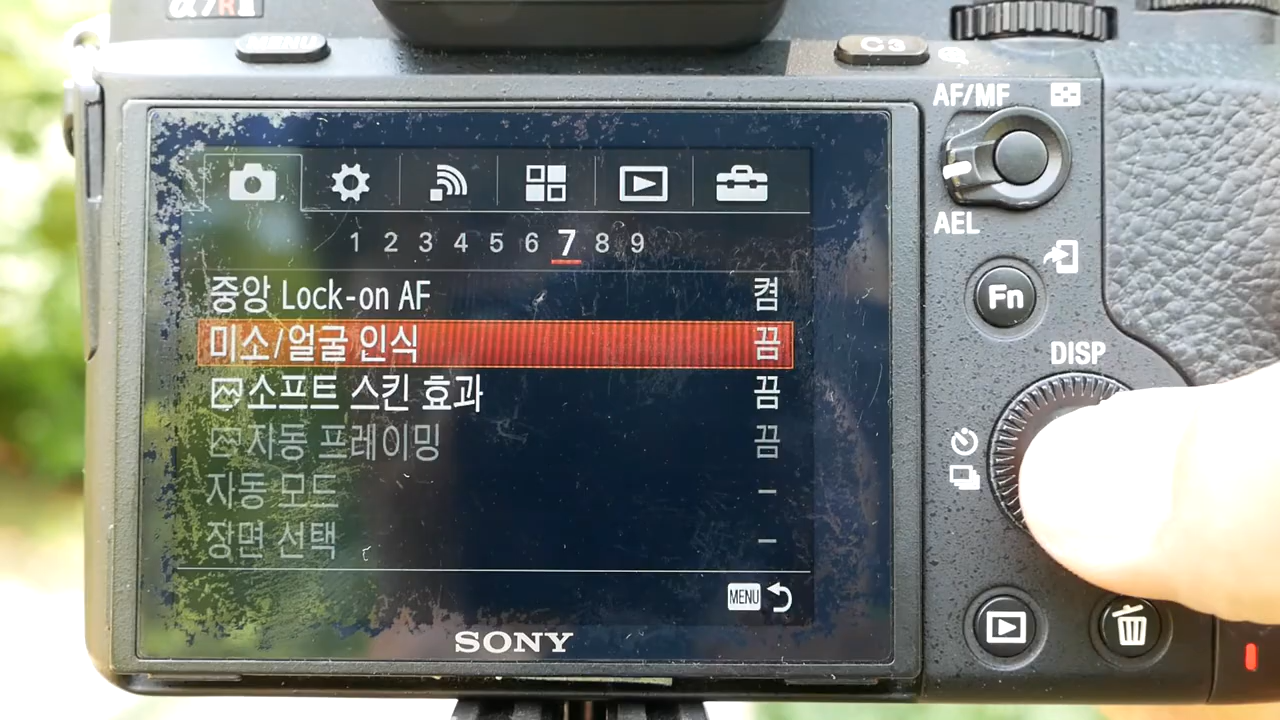 α7RII
MENU
C3
AF/MF
AEL
1 2 3 4 5 6 7 8 9
중앙 Lock-on AF 켬
미소/얼굴 인식 끔
소프트 스킨 효과 끔
자동 프레이밍 끔
자동 모드 –
장면 선택 –
MENU
Fn
DISP
SONY